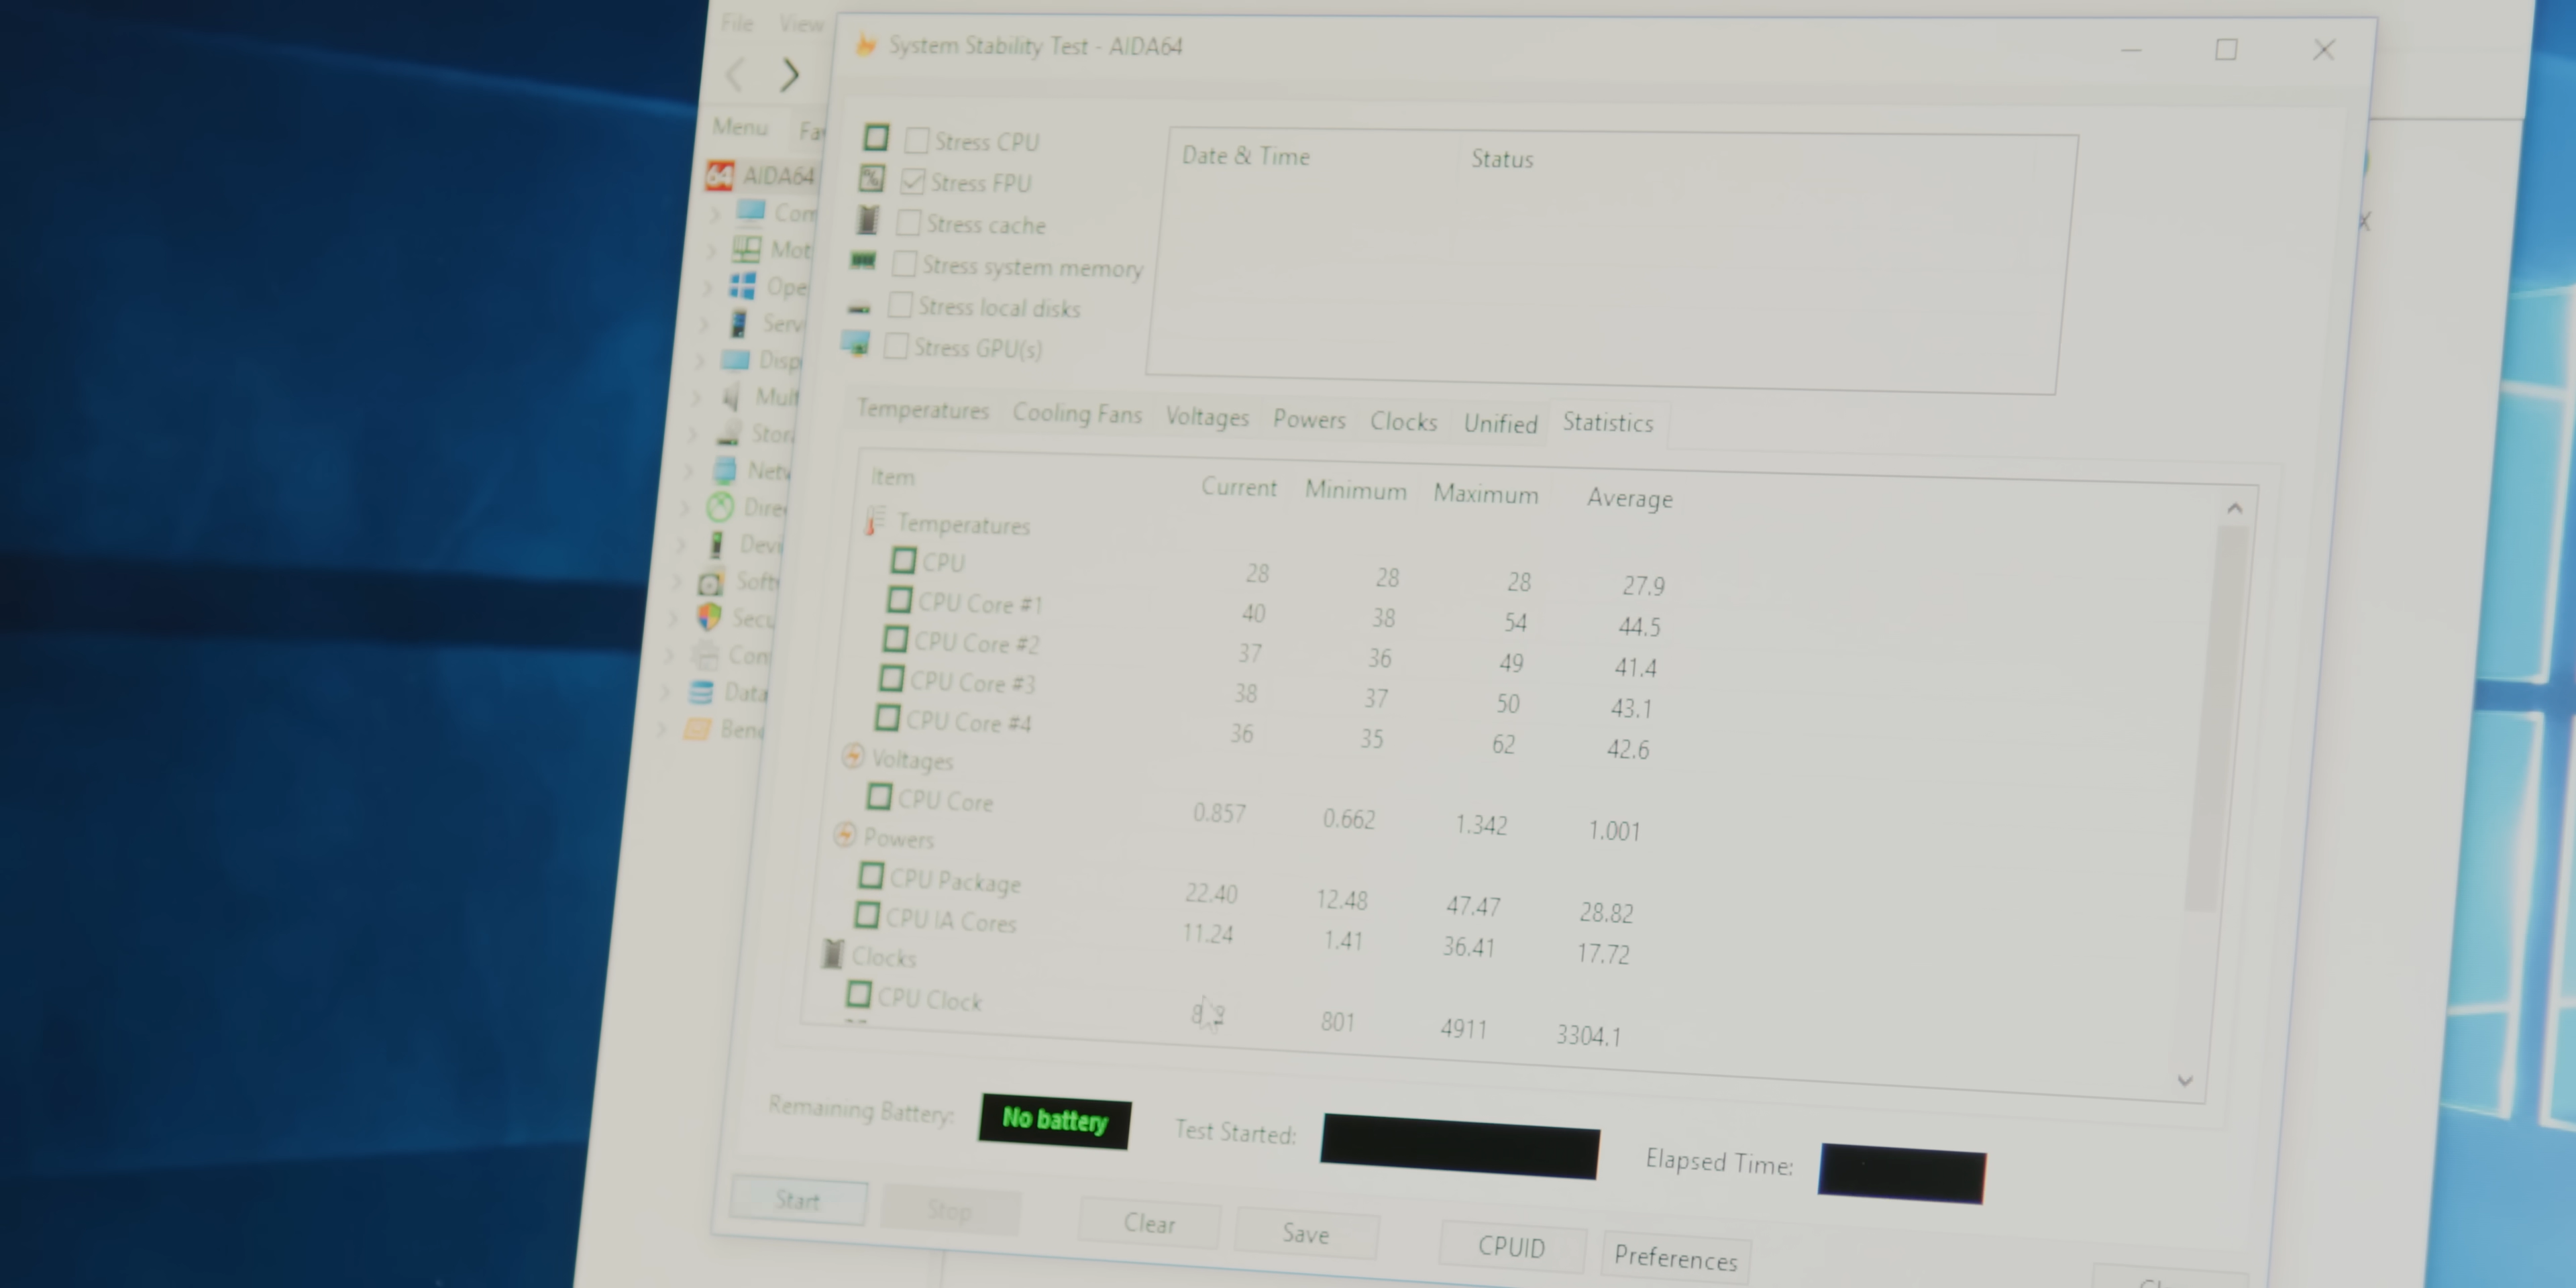 File View
System Stability Test - AIDA64
Menu
AIDA64
Stress CPU
Stress FPU
Stress cache
Stress system memory
Stress local disks
Stress GPU(s)
Date & Time Status
Temperatures Cooling Fans Voltages Powers Clocks Unified Statistics
Item Current Minimum Maximum Average
Temperatures
CPU 28 28 28 27.9
CPU Core #1 40 38 54 44.5
CPU Core #2 37 36 49 41.4
CPU Core #3 38 37 50 43.1
CPU Core #4 36 35 62 42.6
Voltages
CPU Core 0.857 0.662 1.342 1.001
Powers
CPU Package 22.40 12.48 47.47 28.82
CPU IA Cores 11.24 1.41 36.41 17.72
Clocks
CPU Clock 801 4911 3304.1
Remaining Battery: No battery Test Started: Elapsed Time:
Start Stop Clear Save CPUID Preferences